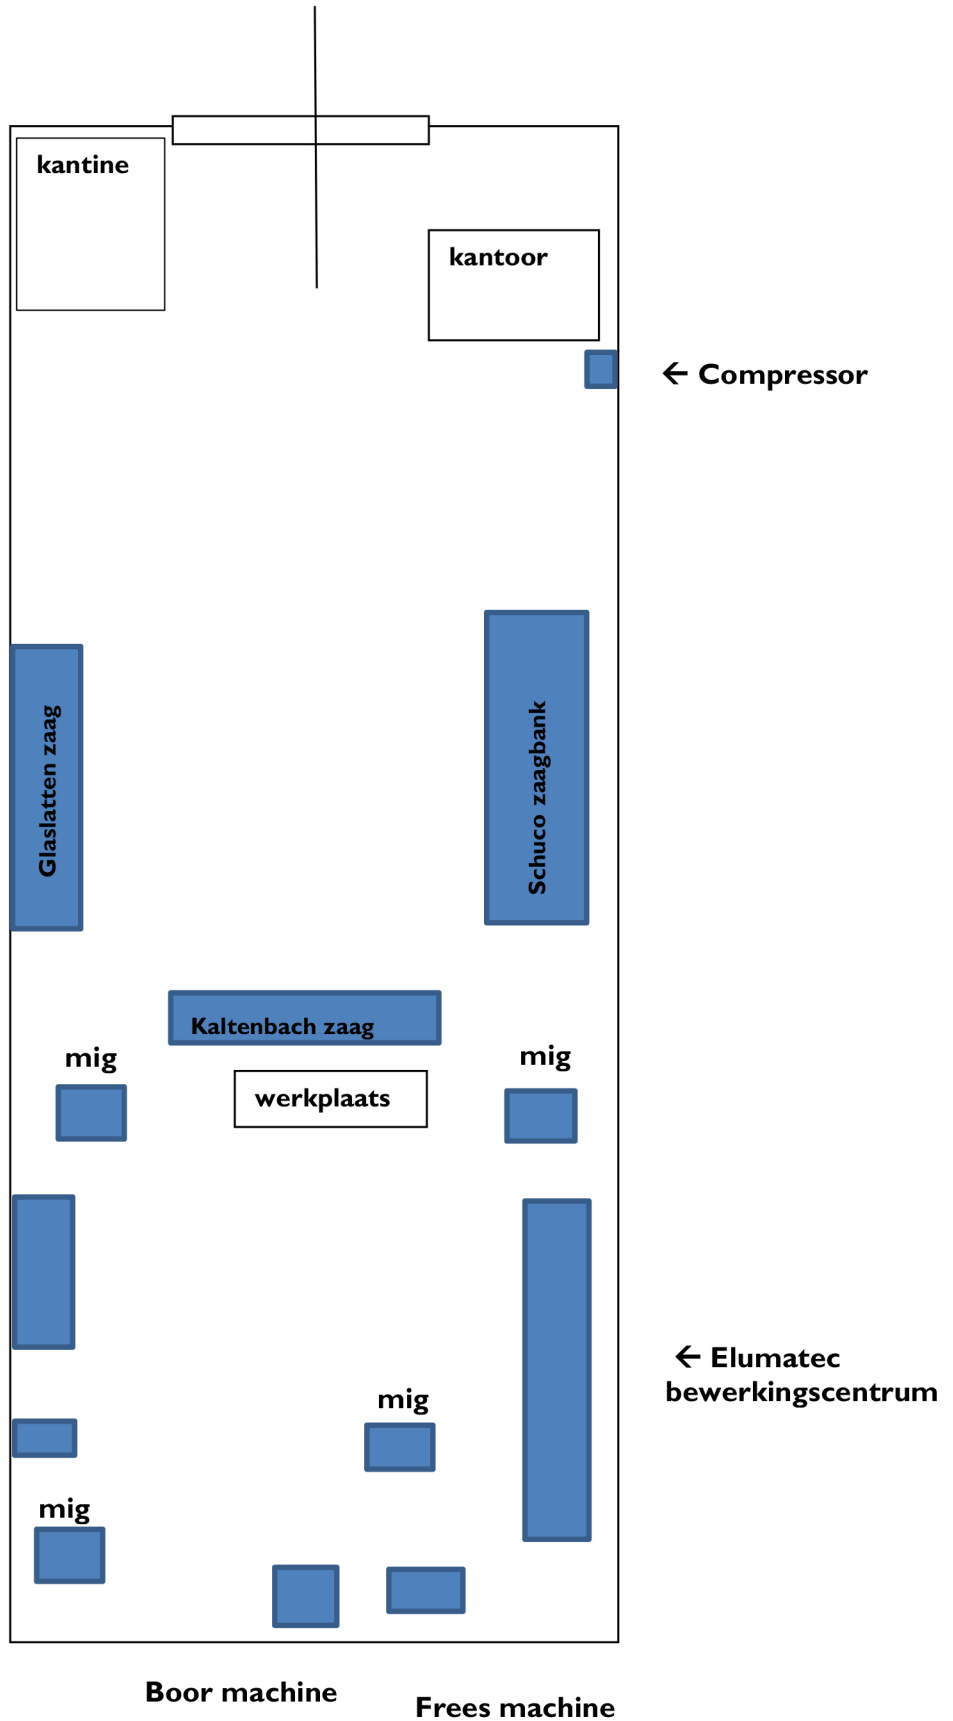 kantine
kantoor
← Compressor
Glaslatten zaag
Schuco zaagbank
Kaltenbach zaag
mig
mig
werkplaats
← Elumatec
bewerkingscentrum
mig
mig
Boor machine
Frees machine